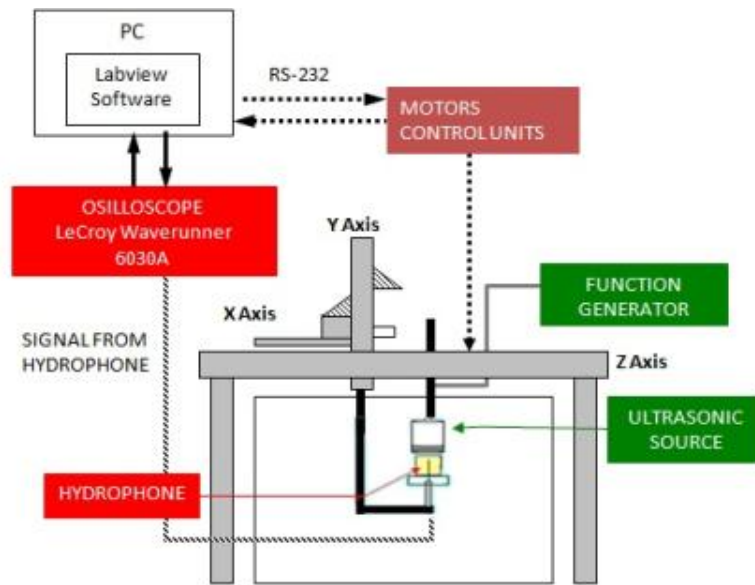 PC
Labview
Software
RS-232
MOTORS
CONTROL UNITS
OSILLOSCOPE
LeCroy Waverunner
6030A
Y Axis
FUNCTION
GENERATOR
X Axis
SIGNAL FROM
HYDROPHONE
Z Axis
ULTRASONIC
SOURCE
HYDROPHONE